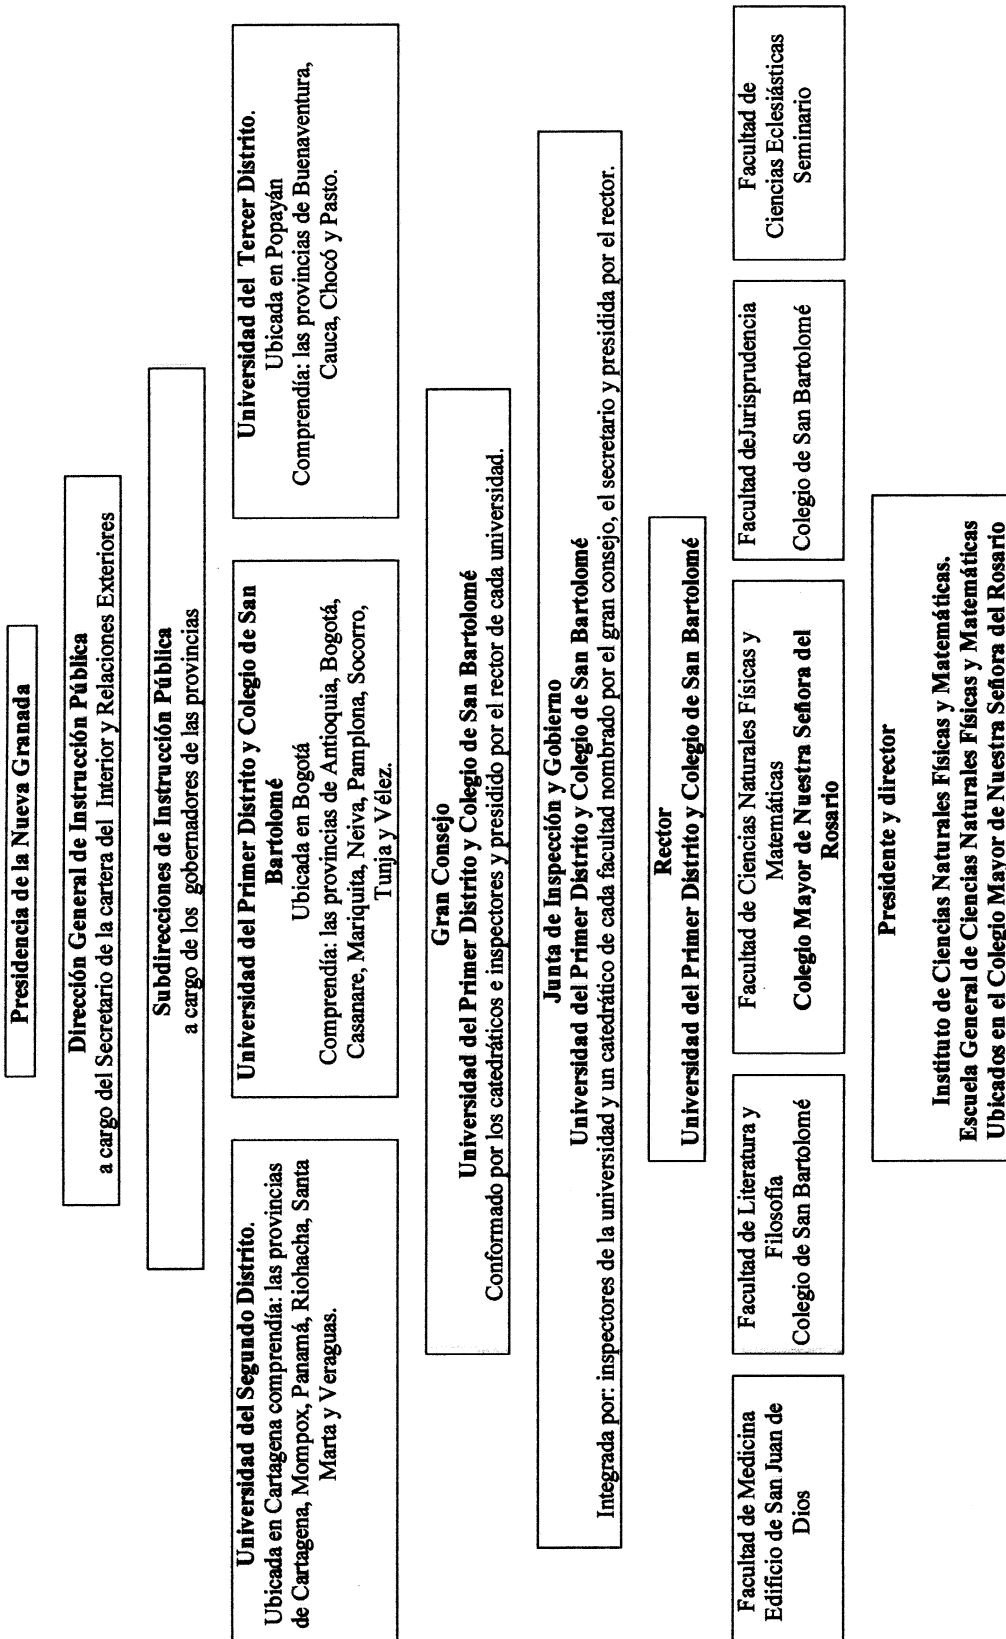 Presidencia de la Nueva Granada
Dirección General de Instrucción Pública
a cargo del Secretario de la cartera del Interior y Relaciones Exteriores
Subdirecciones de Instrucción Pública
a cargo de los gobernadores de las provincias
Universidad del Segundo Distrito.
Ubicada en Cartagena comprendía: las provincias
de Cartagena, Mompox, Panamá, Riohacha, Santa
Marta y Veraguas.
Universidad del Primer Distrito y Colegio de San
Bartolomé
Ubicada en Bogotá
Comprendía: las provincias de Antioquia, Bogotá,
Casanare, Mariquita, Neiva, Pamplona, Socorro,
Tunja y Vélez.
Universidad del Tercer Distrito.
Ubicada en Popayán
Comprendía: las provincias de Buenaventura,
Cauca, Chocó y Pasto.
Gran Consejo
Universidad del Primer Distrito y Colegio de San Bartolomé
Conformado por los catedráticos e inspectores y presidido por el rector de cada universidad.
Junta de Inspección y Gobierno
Universidad del Primer Distrito y Colegio de San Bartolomé
Integrada por: inspectores de la universidad y un catedrático de cada facultad nombrado por el gran consejo, el secretario y presidida por el rector.
Rector
Universidad del Primer Distrito y Colegio de San Bartolomé
Facultad de Medicina
Edificio de San Juan de
Dios
Facultad de Literatura y
Filosofía
Colegio de San Bartolomé
Facultad de Ciencias Naturales Físicas y
Matemáticas
Colegio Mayor de Nuestra Señora del
Rosario
Facultad deJurisprudencia
Colegio de San Bartolomé
Facultad de
Ciencias Eclesiásticas
Seminario
Presidente y director
Instituto de Ciencias Naturales Físicas y Matemáticas.
Escuela General de Ciencias Naturales Físicas y Matemáticas
Ubicados en el Colegio Mayor de Nuestra Señora del Rosario